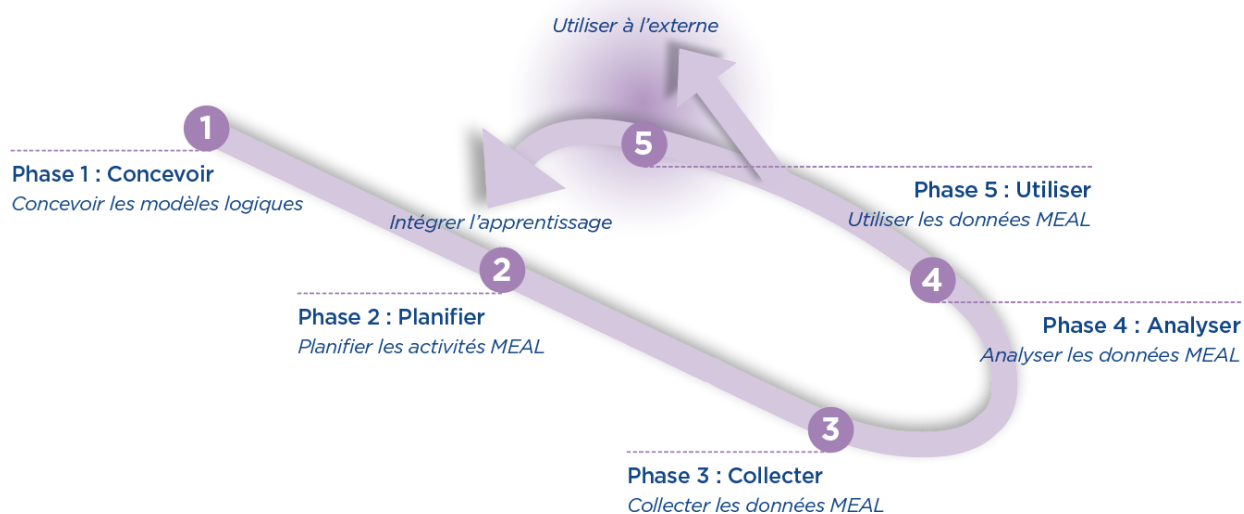 Utiliser à l'externe
1
Phase 1 : Concevoir
Concevoir les modèles logiques
5
Phase 5 : Utiliser
Utiliser les données MEAL
Intégrer l'apprentissage
2
Phase 2 : Planifier
Planifier les activités MEAL
4
Phase 4 : Analyser
Analyser les données MEAL
3
Phase 3 : Collecter
Collecter les données MEAL